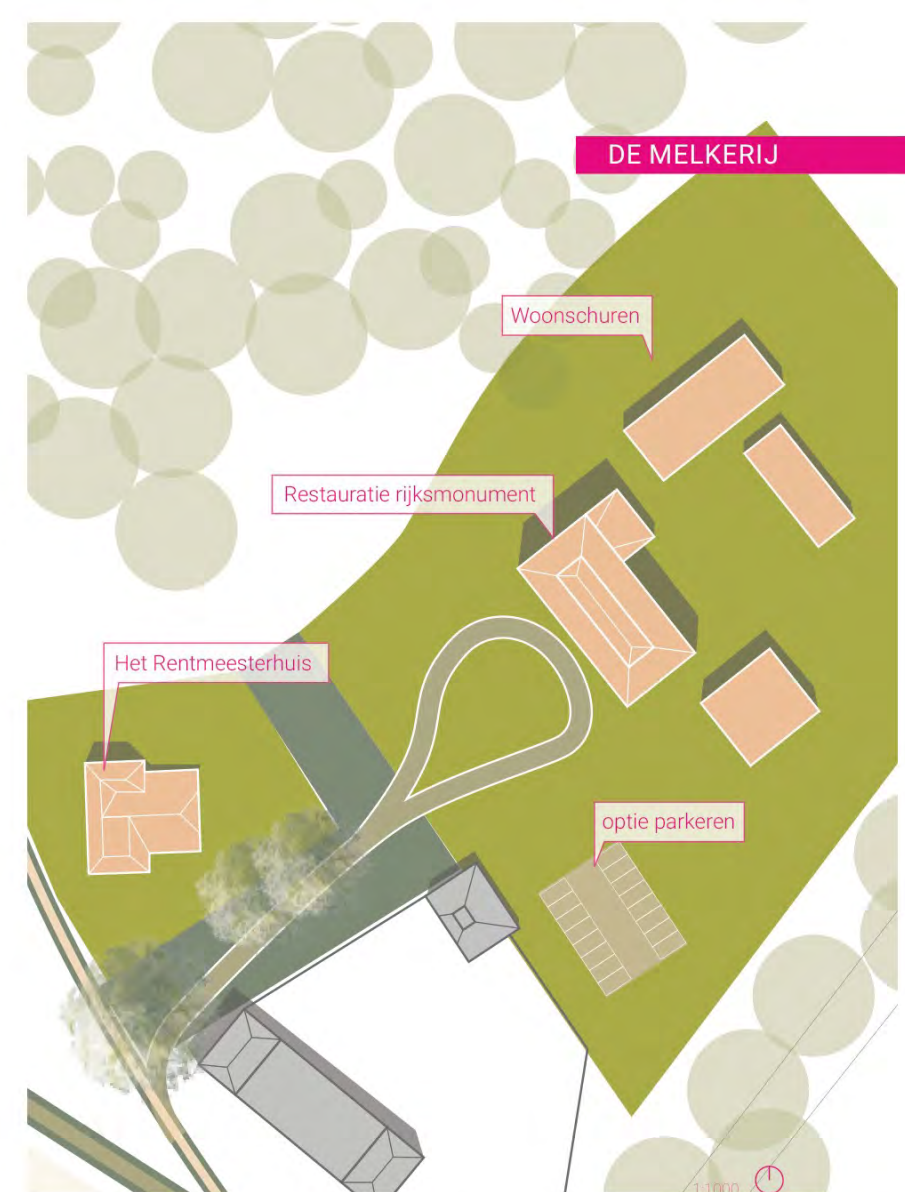 DE MELKERIJ
Woonschuren
Restauratie rijksmonument
Het Rentmeesterhuis
optie parkeren
1:1000